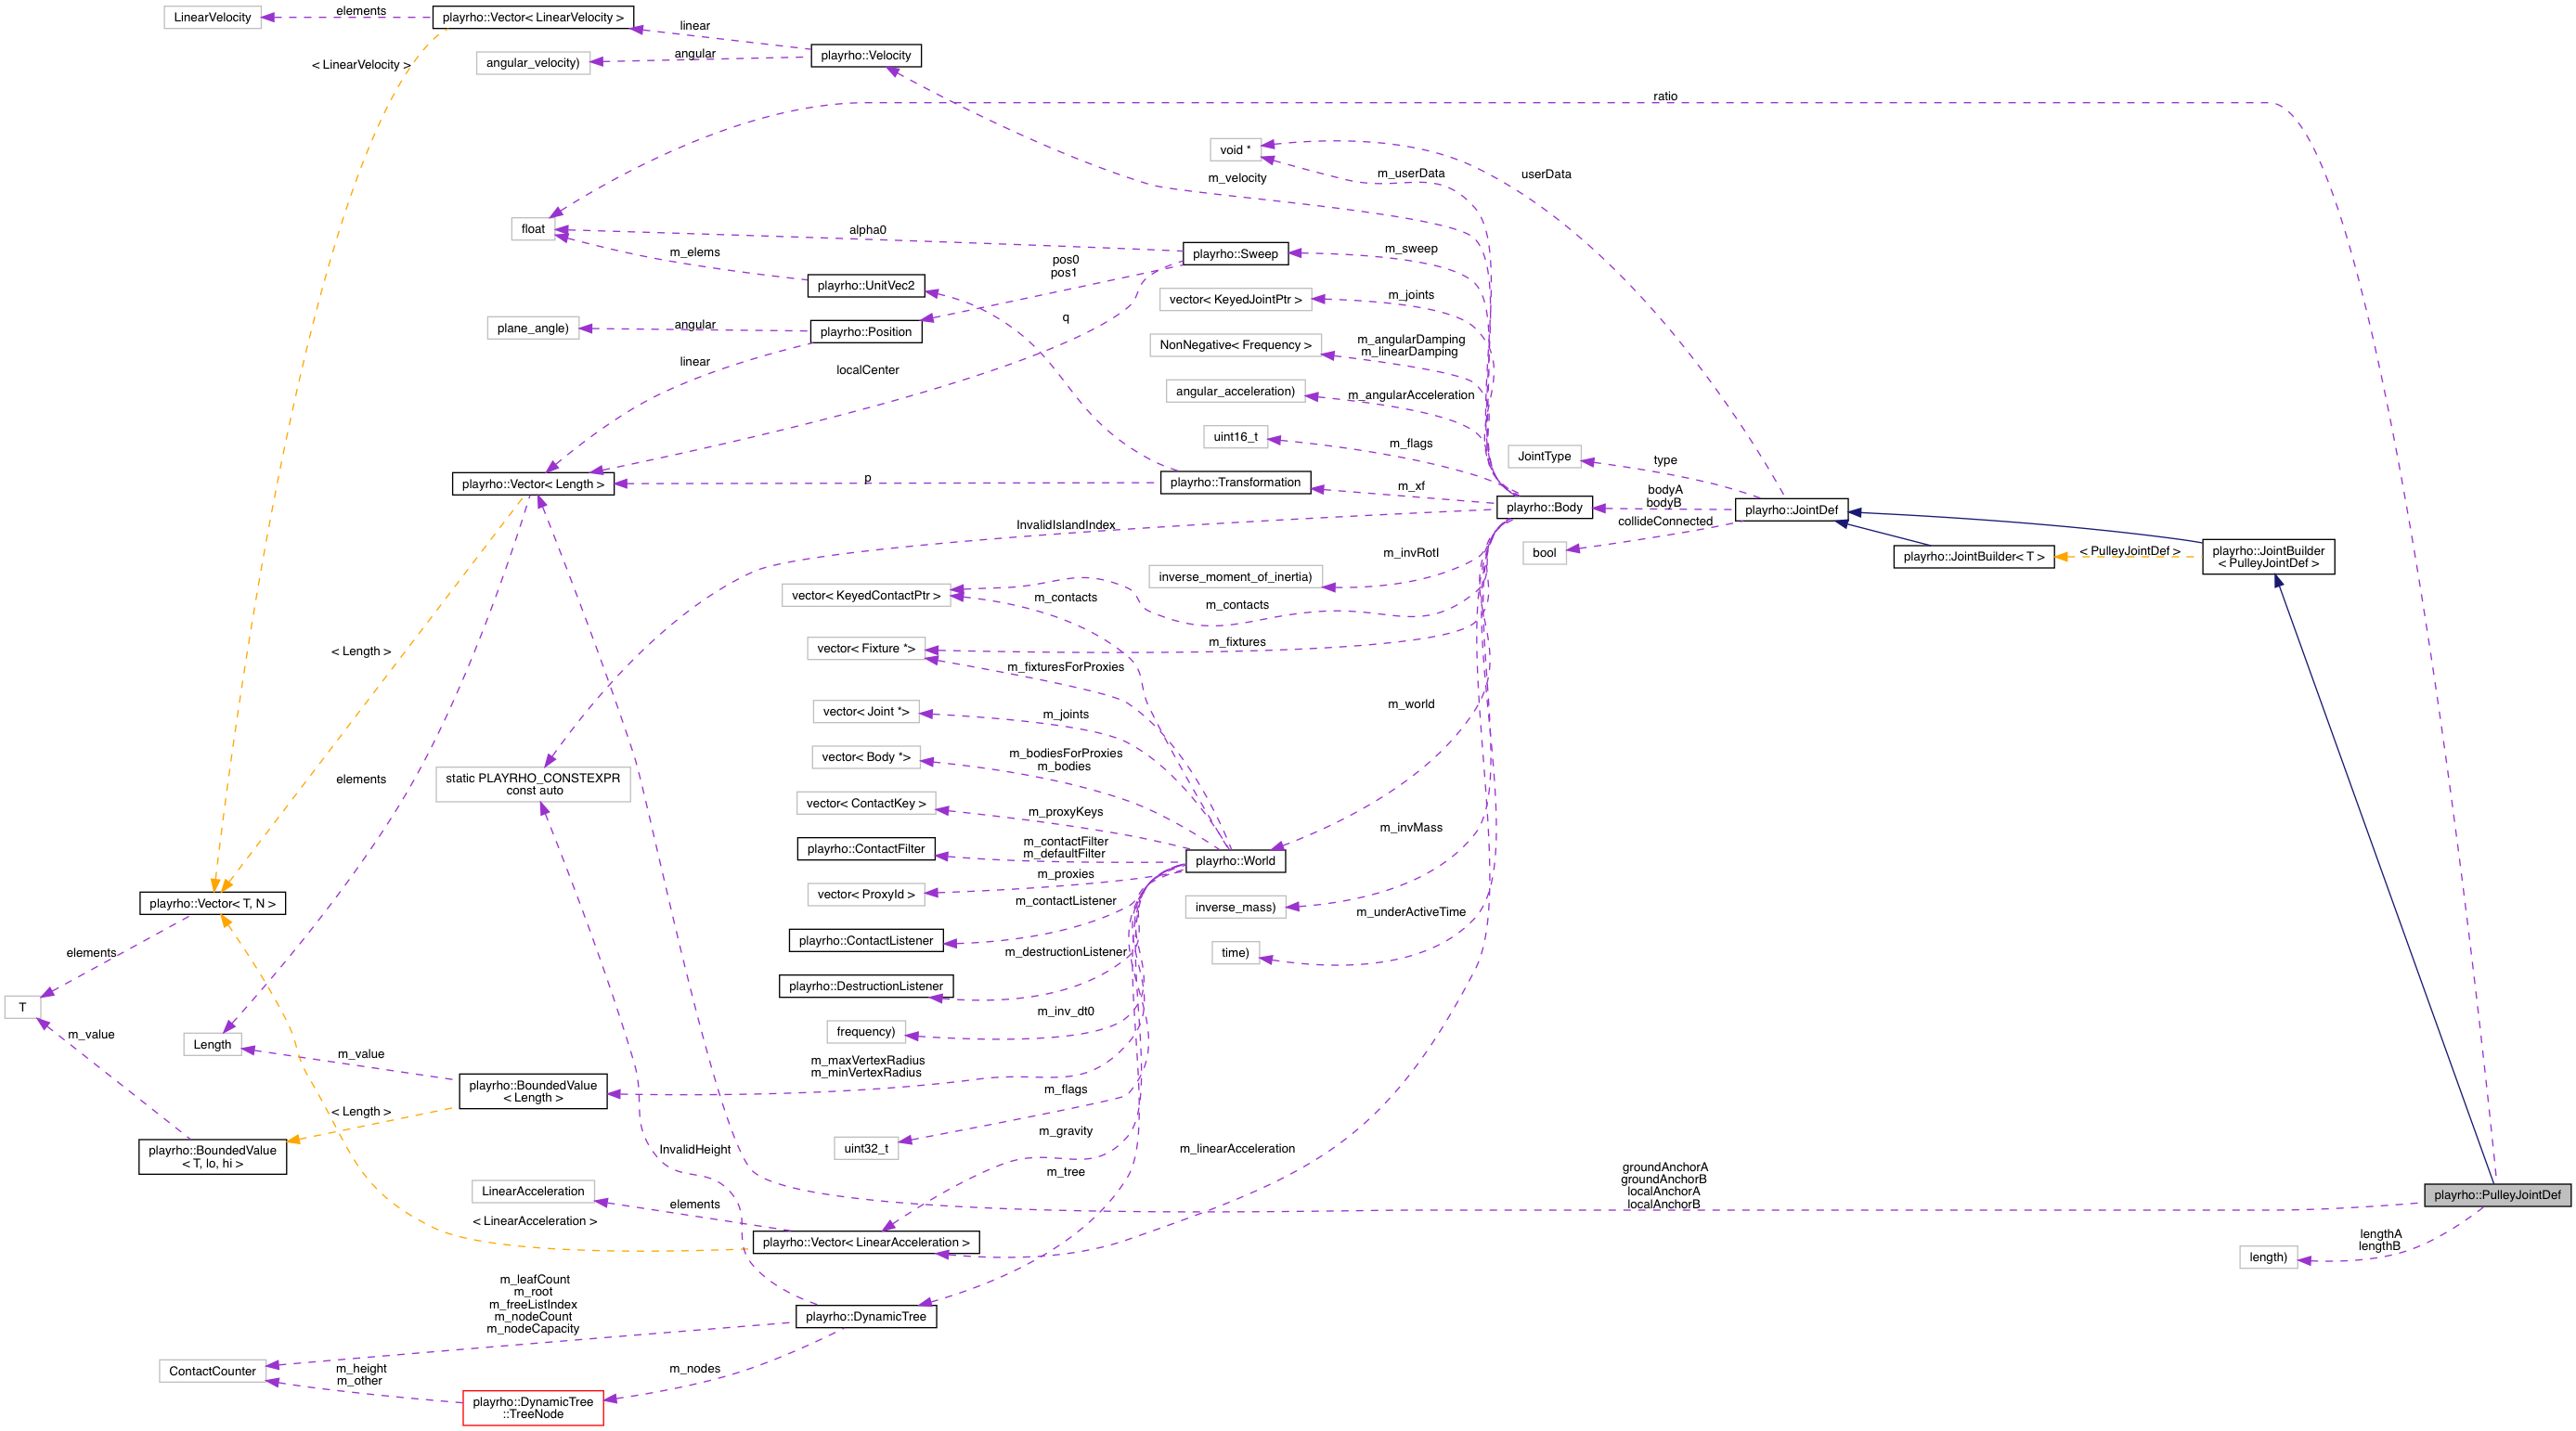 LinearVelocity
elements
playrho::Vector< LinearVelocity >
linear
playrho::Velocity
angular
angular_velocity)
< LinearVelocity >
ratio
void *
userData
m_userData
m_velocity
float
alpha0
m_elems
playrho::Sweep
m_sweep
pos0
pos1
playrho::UnitVec2
vector< KeyedJointPtr >
m_joints
q
plane_angle)
angular
playrho::Position
NonNegative< Frequency >
m_angularDamping
m_linearDamping
linear
localCenter
angular_acceleration)
m_angularAcceleration
uint16_t
m_flags
JointType
type
playrho::Vector< Length >
p
playrho::Transformation
m_xf
playrho::Body
bodyA
bodyB
playrho::JointDef
collideConnected
InvalidIslandIndex
bool
m_invRotI
playrho::JointBuilder< T >
< PulleyJointDef >
playrho::JointBuilder
< PulleyJointDef >
inverse_moment_of_inertia)
vector< KeyedContactPtr >
m_contacts
m_contacts
vector< Fixture *>
m_fixtures
< Length >
m_fixturesForProxies
vector< Joint *>
m_joints
m_world
vector< Body *>
m_bodiesForProxies
m_bodies
static PLAYRHO_CONSTEXPR
const auto
elements
vector< ContactKey >
m_proxyKeys
m_invMass
playrho::ContactFilter
m_contactFilter
m_defaultFilter
playrho::World
m_proxies
vector< ProxyId >
playrho::Vector< T, N >
m_contactListener
inverse_mass)
m_underActiveTime
playrho::ContactListener
elements
m_destructionListener
time)
playrho::DestructionListener
T
m_inv_dt0
frequency)
m_value
Length
m_value
m_maxVertexRadius
m_minVertexRadius
playrho::BoundedValue
< Length >
m_flags
< Length >
m_gravity
uint32_t
playrho::BoundedValue
< T, lo, hi >
InvalidHeight
m_linearAcceleration
m_tree
groundAnchorA
groundAnchorB
localAnchorA
localAnchorB
playrho::PulleyJointDef
LinearAcceleration
elements
< LinearAcceleration >
playrho::Vector< LinearAcceleration >
lengthA
lengthB
length)
m_leafCount
m_root
m_freeListIndex
m_nodeCount
m_nodeCapacity
playrho::DynamicTree
ContactCounter
m_height
m_other
m_nodes
playrho::DynamicTree
::TreeNode